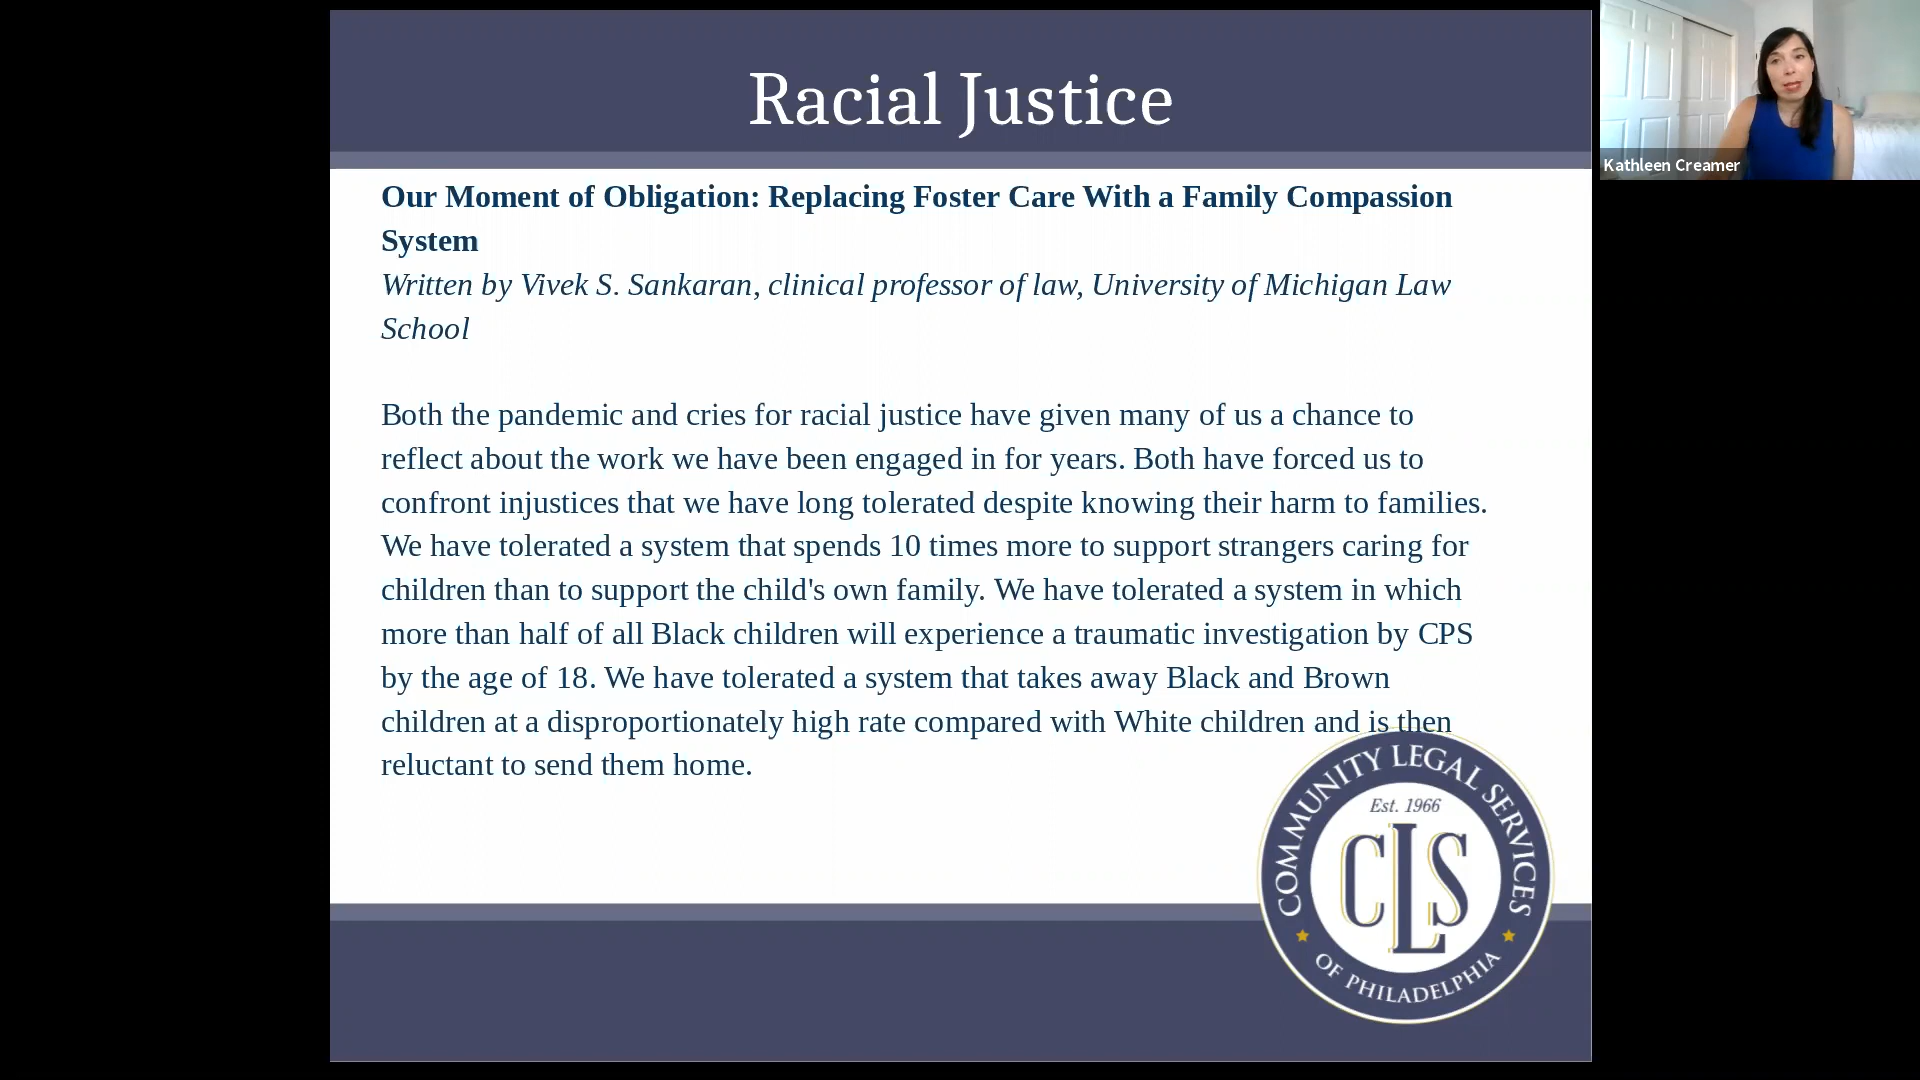 Racial Justice
Kathleen Creamer
Our Moment of Obligation: Replacing Foster Care With a Family Compassion
System
Written by Vivek S. Sankaran, clinical professor of law, University of Michigan Law
School
Both the pandemic and cries for racial justice have given many of us a chance to
reflect about the work we have been engaged in for years. Both have forced us to
confront injustices that we have long tolerated despite knowing their harm to families.
We have tolerated a system that spends 10 times more to support strangers caring for
children than to support the child's own family. We have tolerated a system in which
more than half of all Black children will experience a traumatic investigation by CPS
by the age of 18. We have tolerated a system that takes away Black and Brown
children at a disproportionately high rate compared with White children and is then
reluctant to send them home.
COMMUNITY LEGAL SERVICES
Est. 1966
CLS
OF PHILADELPHIA